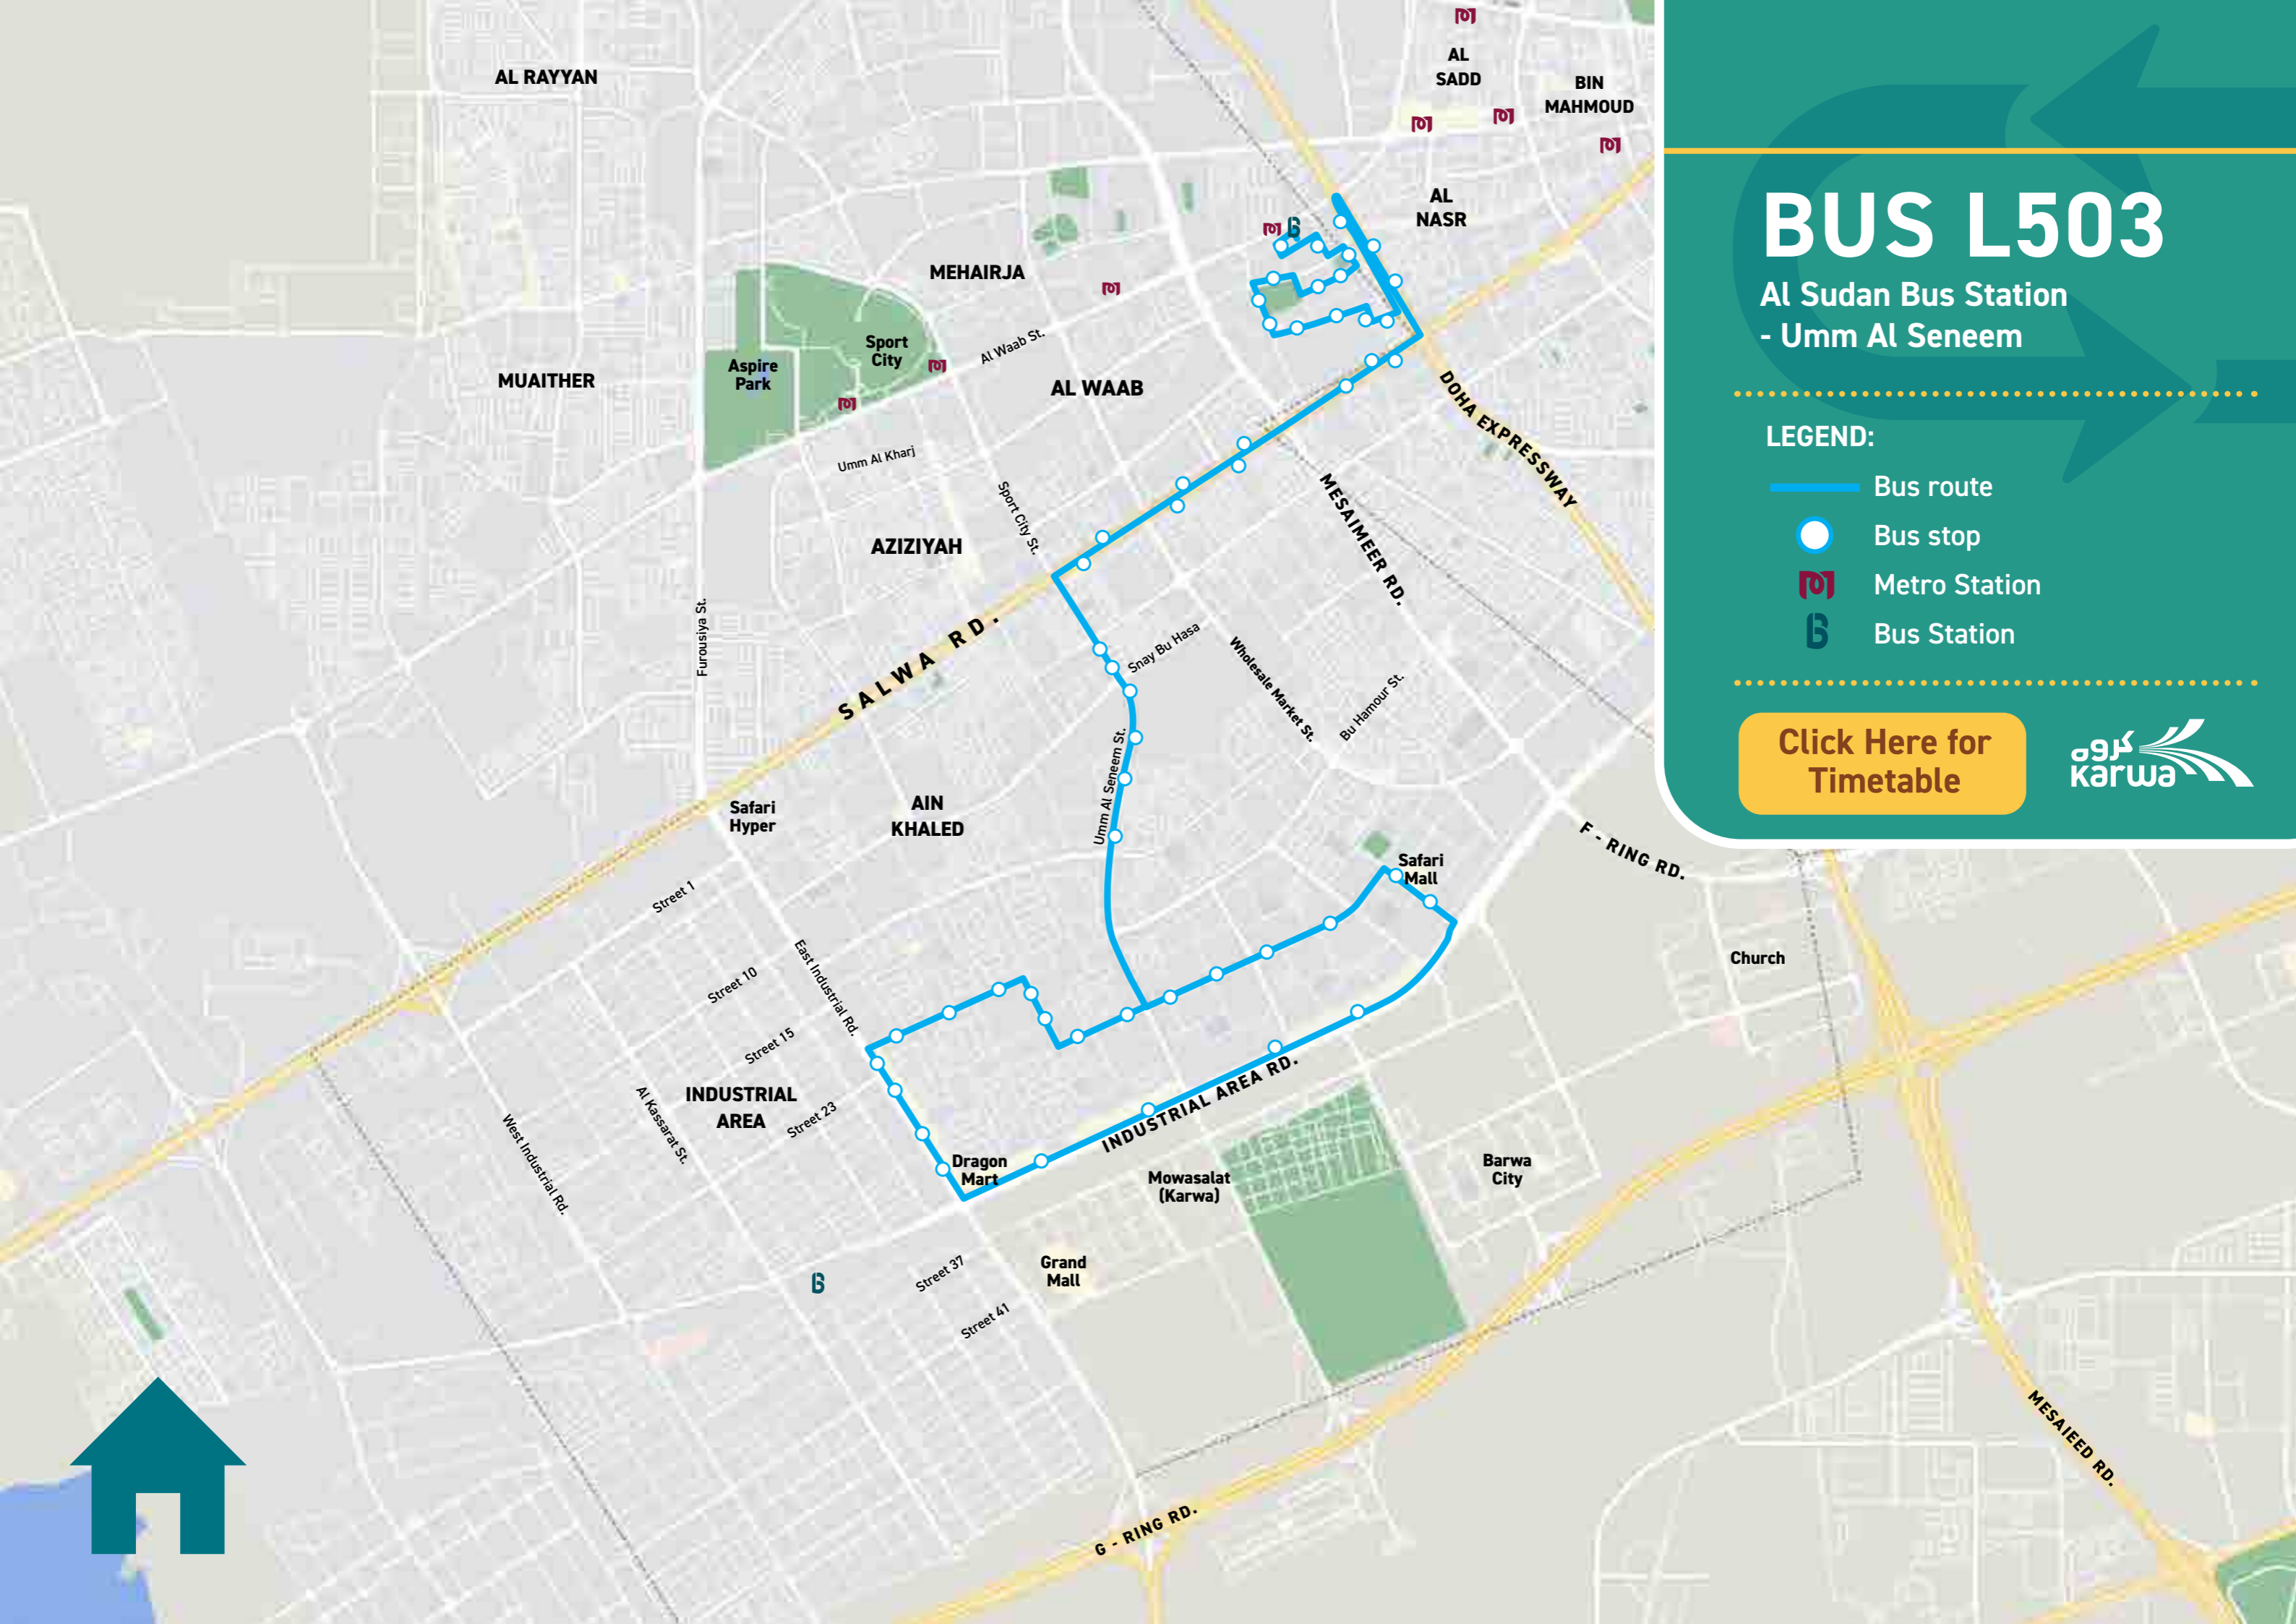 AL RAYYAN
AL
SADD
BIN
MAHMOUD
AL
NASR
MEHAIRJA
Al Waab St.
Sport
City
Aspire
Park
MUAITHER
AL WAAB
Umm Al Kharj
Sport City St.
AZIZIYAH
DOHA EXPRESSWAY
MESAIMEER RD.
Furousiya St.
SALWA RD.
Snay Bu Hasa
Wholesale Market St.
Bu Hamour St.
Umm Al Seneem St.
Safari
Hyper
AIN
KHALED
F - RING RD.
Safari
Mall
Street 1
East Industrial Rd.
Street 10
Church
Street 15
INDUSTRIAL
AREA
Al Kassarat St.
Street 23
West Industrial Rd.
INDUSTRIAL AREA RD.
Dragon
Mart
Mowasalat
(Karwa)
Barwa
City
Grand
Mall
Street 37
Street 41
G - RING RD.
MESAIEED RD.
BUS L503
Al Sudan Bus Station
- Umm Al Seneem
LEGEND:
Bus route
Bus stop
Metro Station
Bus Station
Click Here for
Timetable
كروه
karwa